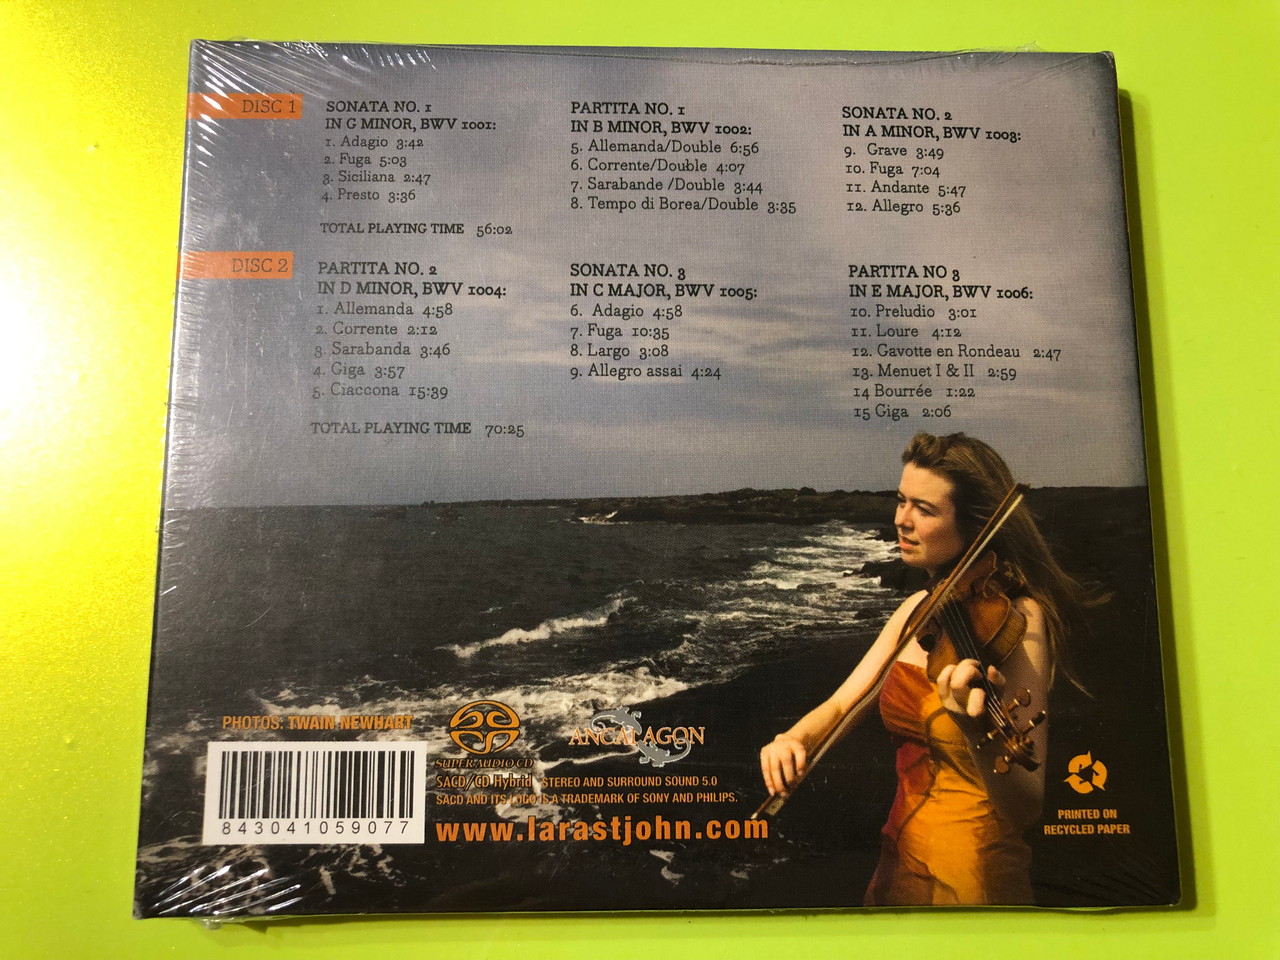 DISC 1
SONATA NO. 1
IN G MINOR, BWV 1001:
1. Adagio 3:42
2. Fuga 5:03
3. Siciliana 2:47
4. Presto 3:36
PARTITA NO. 1
IN B MINOR, BWV 1002:
5. Allemanda/Double 6:56
6. Corrente/Double 4:07
7. Sarabande /Double 3:44
8. Tempo di Borea/Double 3:35
SONATA NO. 2
IN A MINOR, BWV 1003:
9. Grave 3:49
10. Fuga 7:04
11. Andante 5:47
12. Allegro 5:36
TOTAL PLAYING TIME 56:02
DISC 2
PARTITA NO. 2
IN D MINOR, BWV 1004:
1. Allemanda 4:58
2. Corrente 2:12
3. Sarabanda 3:46
4. Giga 3:57
5. Ciaccona 15:39
SONATA NO. 3
IN C MAJOR, BWV 1005:
6. Adagio 4:58
7. Fuga 10:35
8. Largo 3:08
9. Allegro assai 4:24
PARTITA NO 3
IN E MAJOR, BWV 1006:
10. Preludio 3:01
11. Loure 4:12
12. Gavotte en Rondeau 2:47
13. Menuet I & II 2:59
14 Bourrée 1:22
15 Giga 2:06
TOTAL PLAYING TIME 70:25
PHOTOS: TWAIN NEWHART
8 43041 05907 7
SUPER AUDIO CD
ANCALAGON
SACD/CD Hybrid STEREO AND SURROUND SOUND 5.0
SACD AND ITS LOGO IS A TRADEMARK OF SONY AND PHILIPS.
www.larastjohn.com
PRINTED ON
RECYCLED PAPER